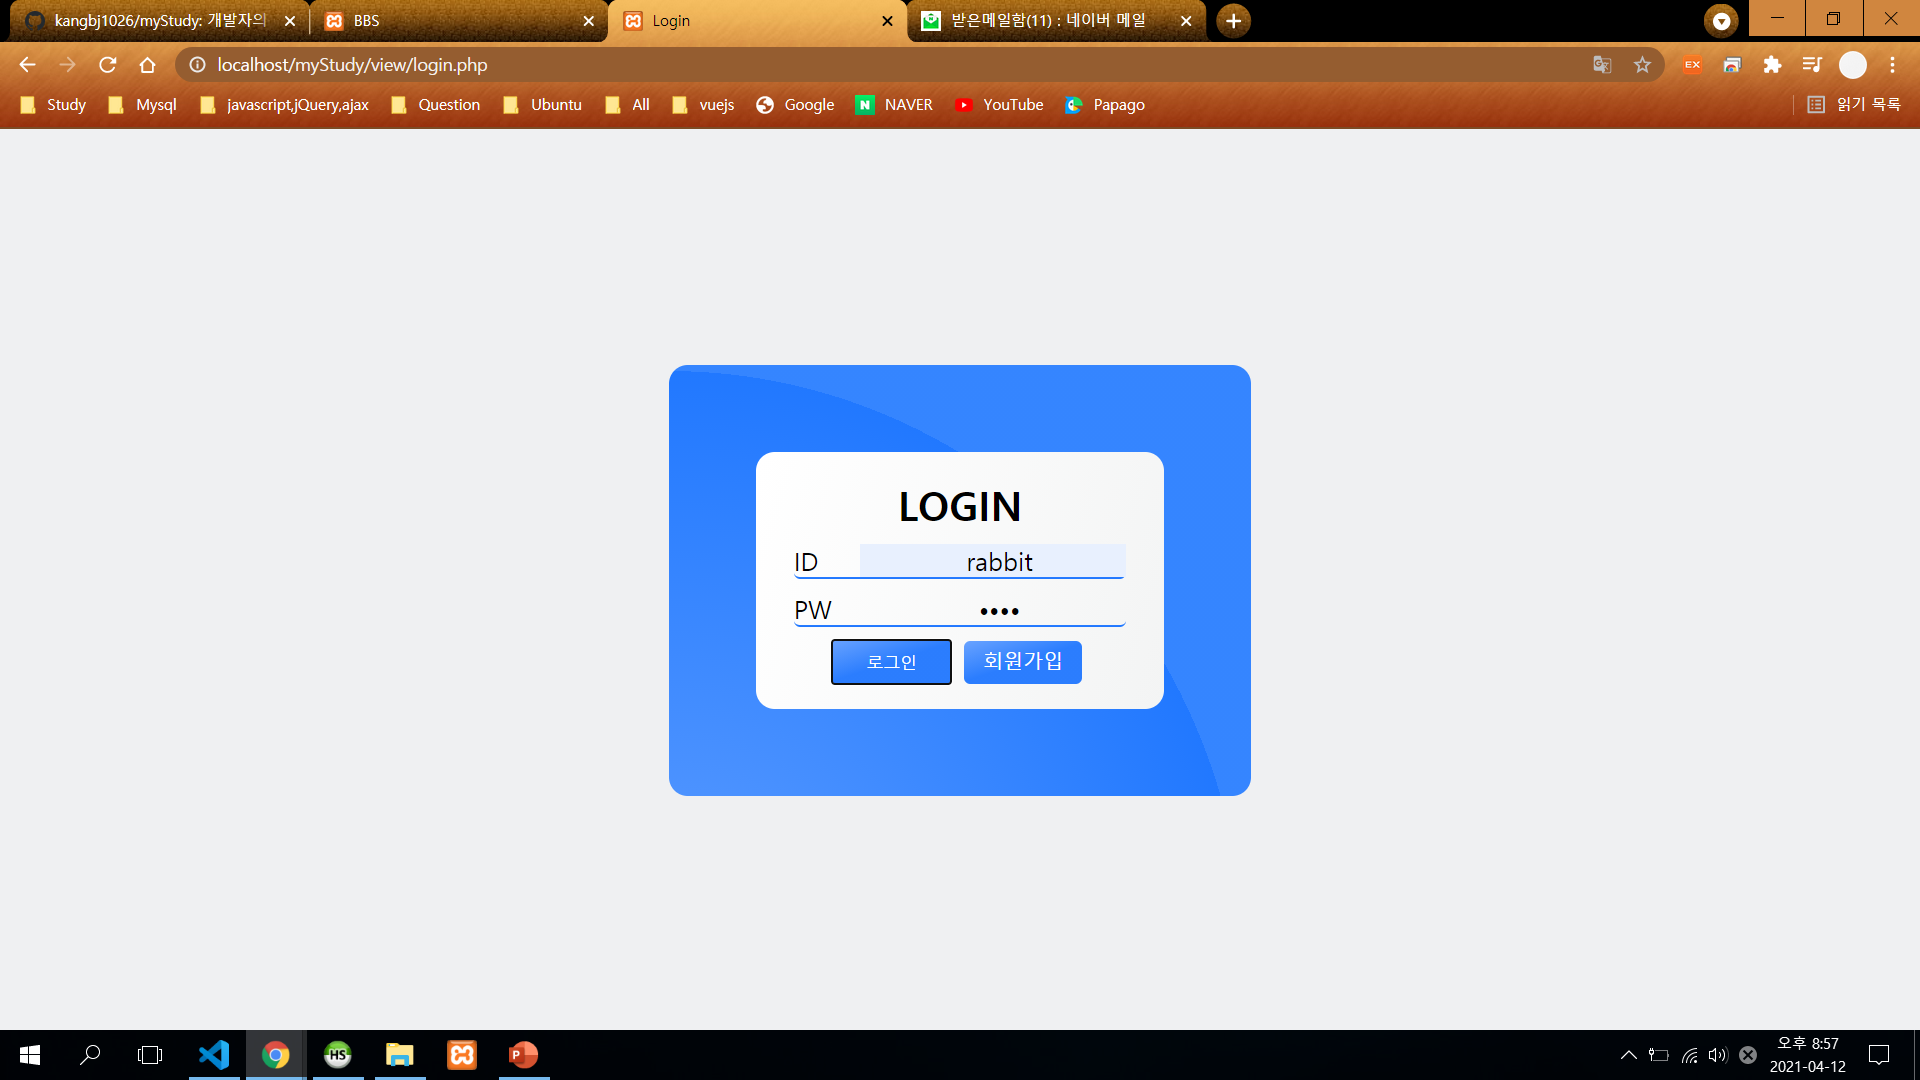 kangbj1026/myStudy: 개발자의
BBS
Login
받은메일함(11) : 네이버 메일
localhost/myStudy/view/login.php
EX
Study
Mysql
javascript,jQuery,ajax
Question
Ubuntu
All
vuejs
Google
NAVER
YouTube
Papago
읽기 목록
LOGIN
ID rabbit
PW ••••
로그인 회원가입
HS
오후 8:57
2021-04-12